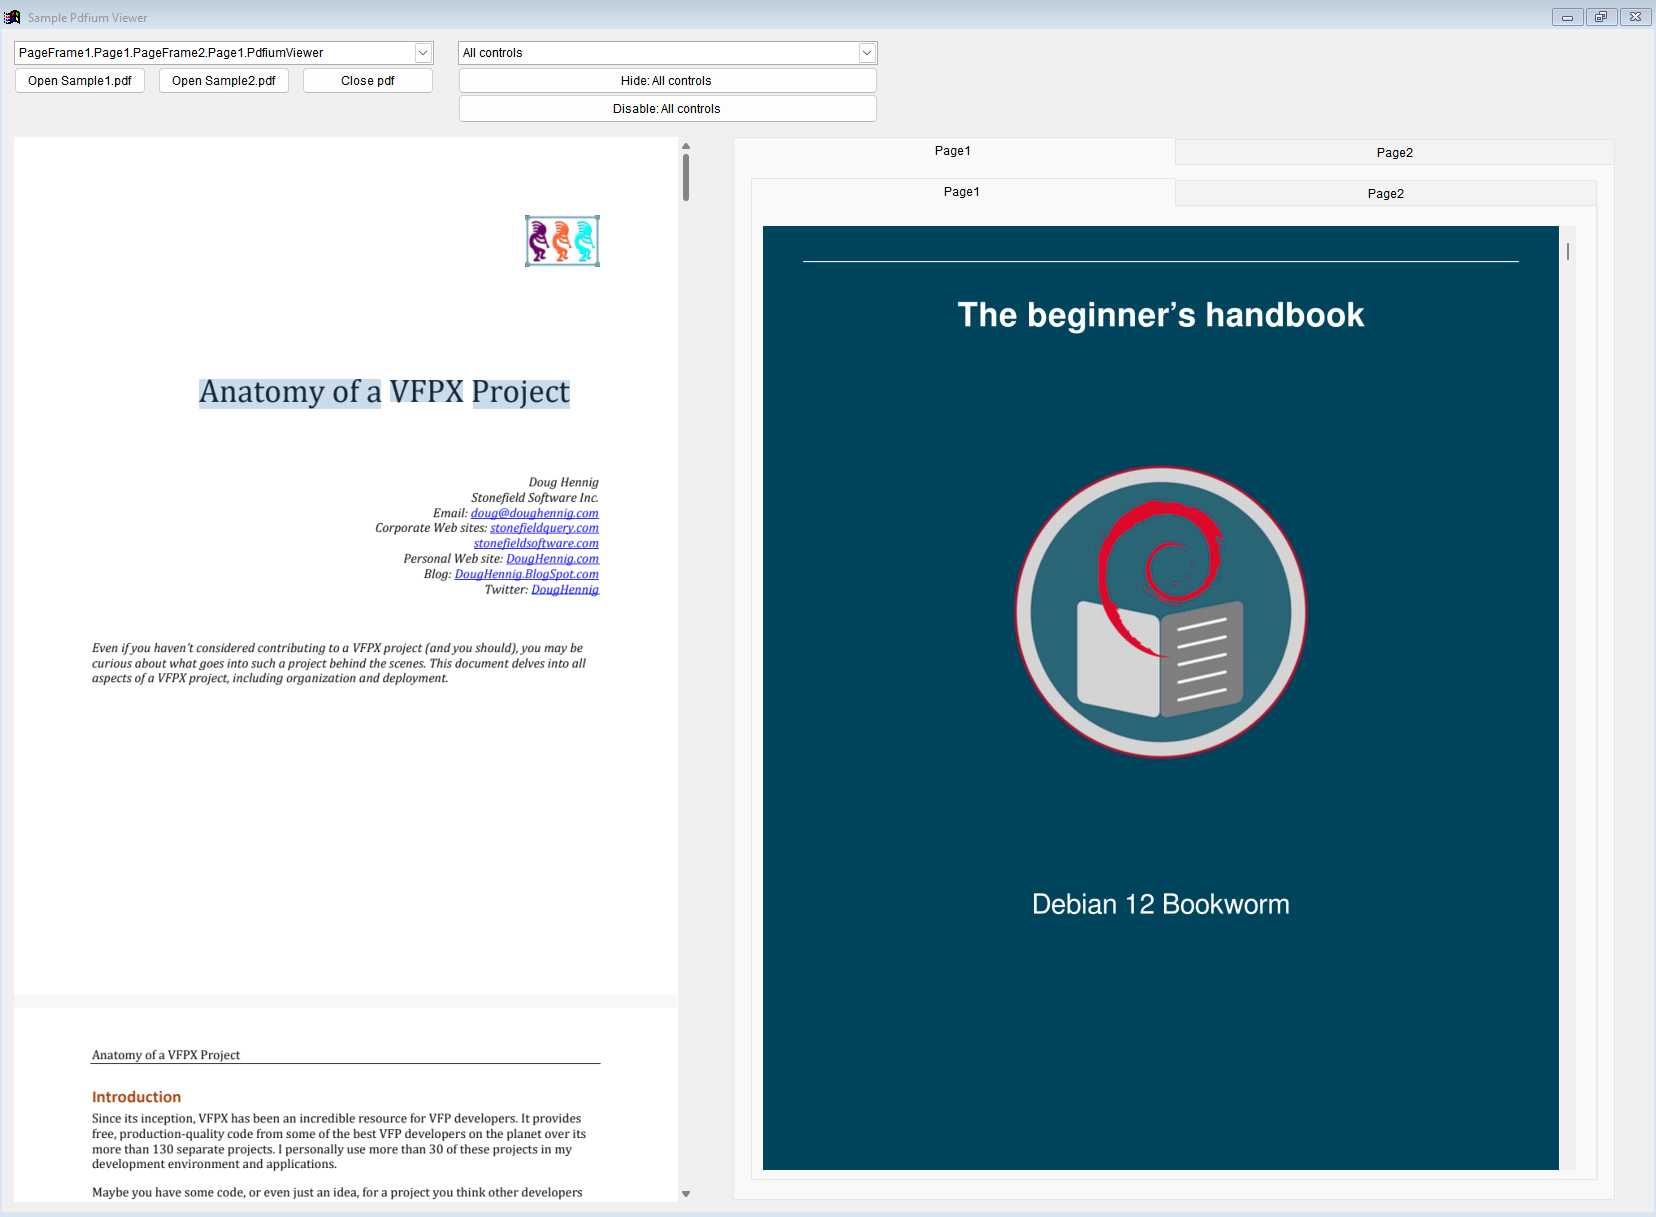 Sample Pdfium Viewer
PageFrame1.Page1.PageFrame2.Page1.PdfiumViewer
All controls
Open Sample1.pdf
Open Sample2.pdf
Close pdf
Hide: All controls
Disable: All controls
Anatomy of a VFPX Project
Doug Hennig
Stonefield Software Inc.
Email: doug@doughennig.com
Corporate Web sites: stonefieldquery.com
stonefieldsoftware.com
Personal Web site: DougHennig.com
Blog: DougHennig.BlogSpot.com
Twitter: DougHennig
Even if you haven't considered contributing to a VFPX project (and you should), you may be
curious about what goes into such a project behind the scenes. This document delves into all
aspects of a VFPX project, including organization and deployment.
Anatomy of a VFPX Project
Introduction
Since its inception, VFPX has been an incredible resource for VFP developers. It provides
free, production-quality code from some of the best VFP developers on the planet over its
more than 130 separate projects. I personally use more than 30 of these projects in my
development environment and applications.
Maybe you have some code, or even just an idea, for a project you think other developers
Page1
Page2
Page1
Page2
The beginner's handbook
Debian 12 Bookworm